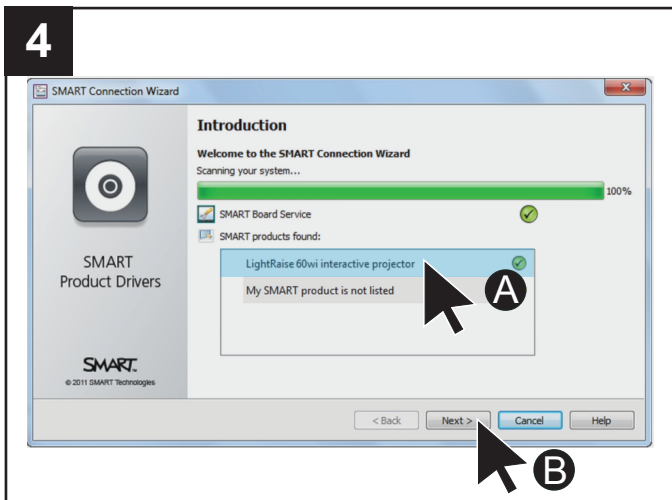 4
SMART Connection Wizard
x
Introduction
Welcome to the SMART Connection Wizard
Scanning your system...
100%
SMART Board Service
SMART products found:
LightRaise 60wi interactive projector
A
My SMART product is not listed
SMART
Product Drivers
SMART™
© 2011 SMART Technologies
< Back Next > Cancel Help
B